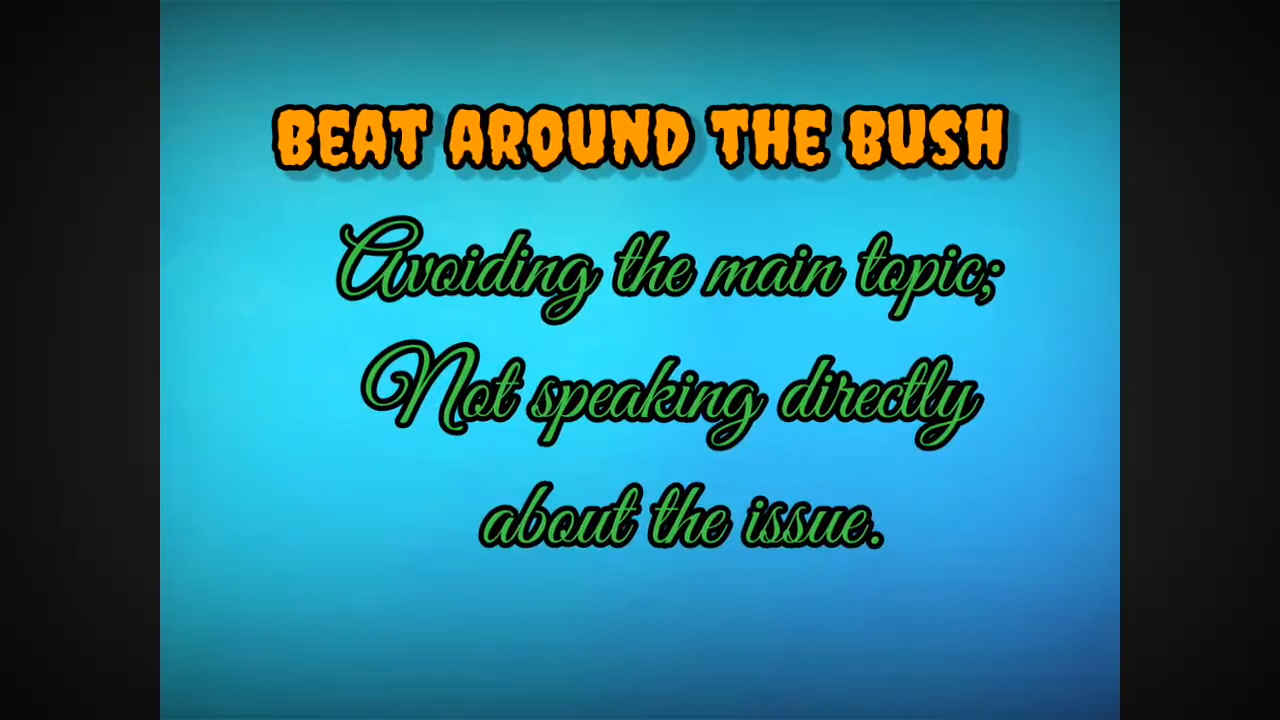 BEAT AROUND THE BUSH
Avoiding the main topic;
Not speaking directly
about the issue.